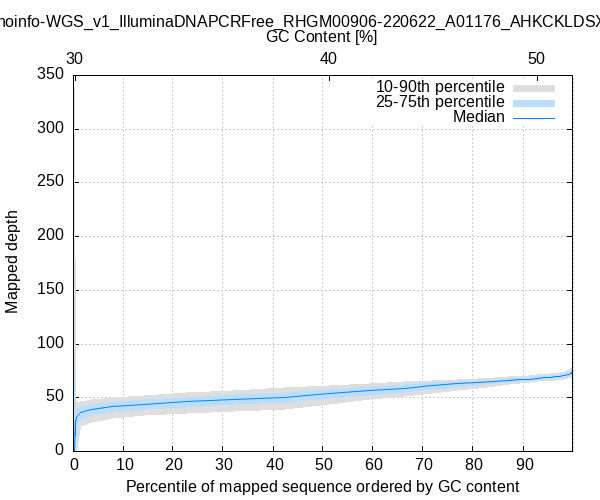 noinfo-WGS_v1_IlluminaDNAPCRFree_RHGM00906-220622_A01176_AHKCKLDSX
GC Content [%]
30 40 50
350
300
250
200
150
100
50
0
10-90th percentile
25-75th percentile
Median
Mapped depth
0 10 20 30 40 50 60 70 80 90
Percentile of mapped sequence ordered by GC content